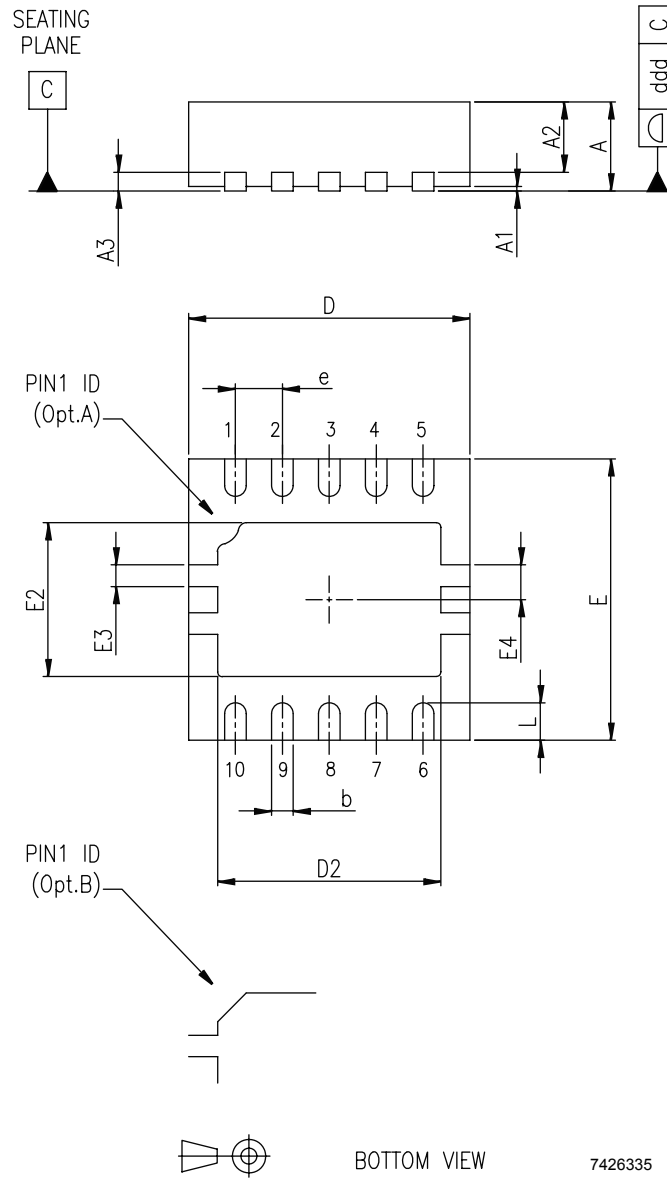 SEATING
PLANE
C
ddd C
A2
A
A3
A1
D
PIN1 ID
(Opt.A)
e
1 2 3 4 5
E2
E3
E4
E
L
10 9 8 7 6
b
D2
PIN1 ID
(Opt.B)
BOTTOM VIEW
7426335